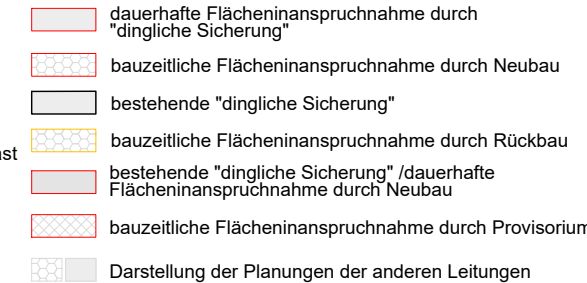 dauerhafte Flächeninanspruchnahme durch
"dingliche Sicherung"
bauzeitliche Flächeninanspruchnahme durch Neubau
bestehende "dingliche Sicherung"
bauzeitliche Flächeninanspruchnahme durch Rückbau
ast
bestehende "dingliche Sicherung" /dauerhafte
Flächeninanspruchnahme durch Neubau
bauzeitliche Flächeninanspruchnahme durch Provisorium
Darstellung der Planungen der anderen Leitungen